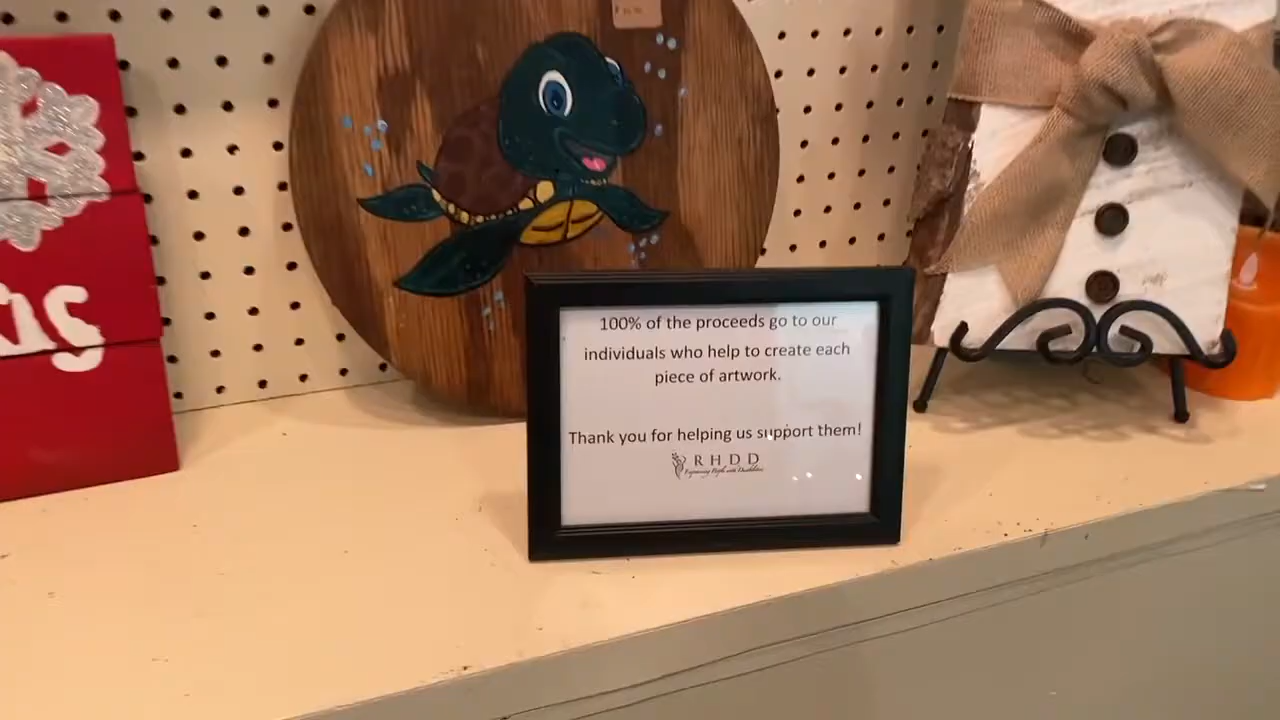 100% of the proceeds go to our
individuals who help to create each
piece of artwork.
Thank you for helping us support them!
RHDD